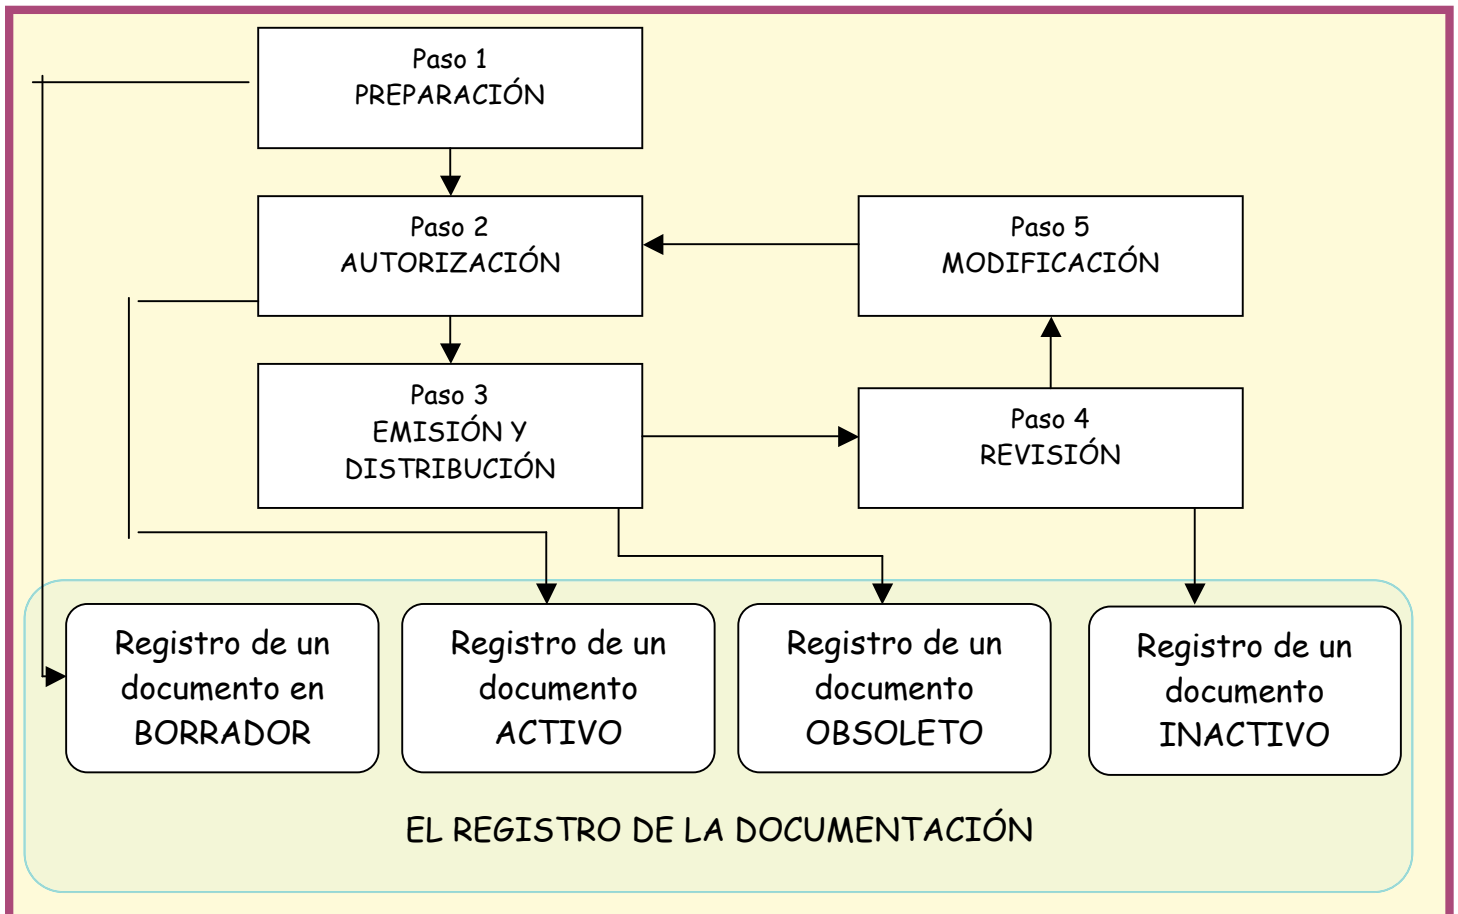 Paso 1
PREPARACIÓN
Paso 2
AUTORIZACIÓN
Paso 5
MODIFICACIÓN
Paso 3
EMISIÓN Y
DISTRIBUCIÓN
Paso 4
REVISIÓN
Registro de un
documento en
BORRADOR
Registro de un
documento
ACTIVO
Registro de un
documento
OBSOLETO
Registro de un
documento
INACTIVO
EL REGISTRO DE LA DOCUMENTACIÓN